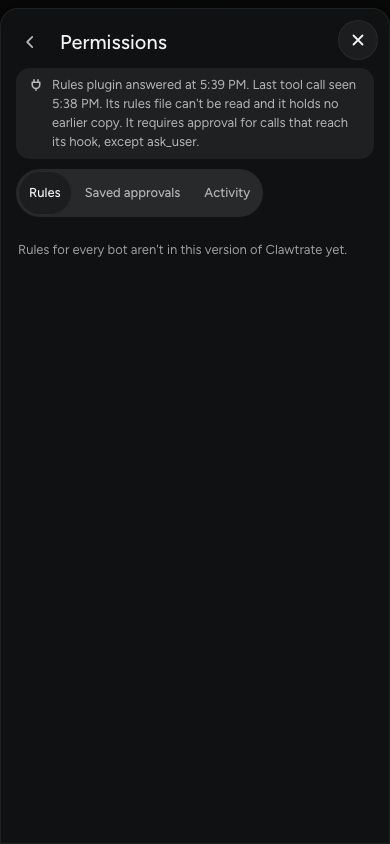 Permissions
Rules plugin answered at 5:39 PM. Last tool call seen
5:38 PM. Its rules file can't be read and it holds no
earlier copy. It requires approval for calls that reach
its hook, except ask_user.
Rules
Saved approvals
Activity
Rules for every bot aren't in this version of Clawtrate yet.